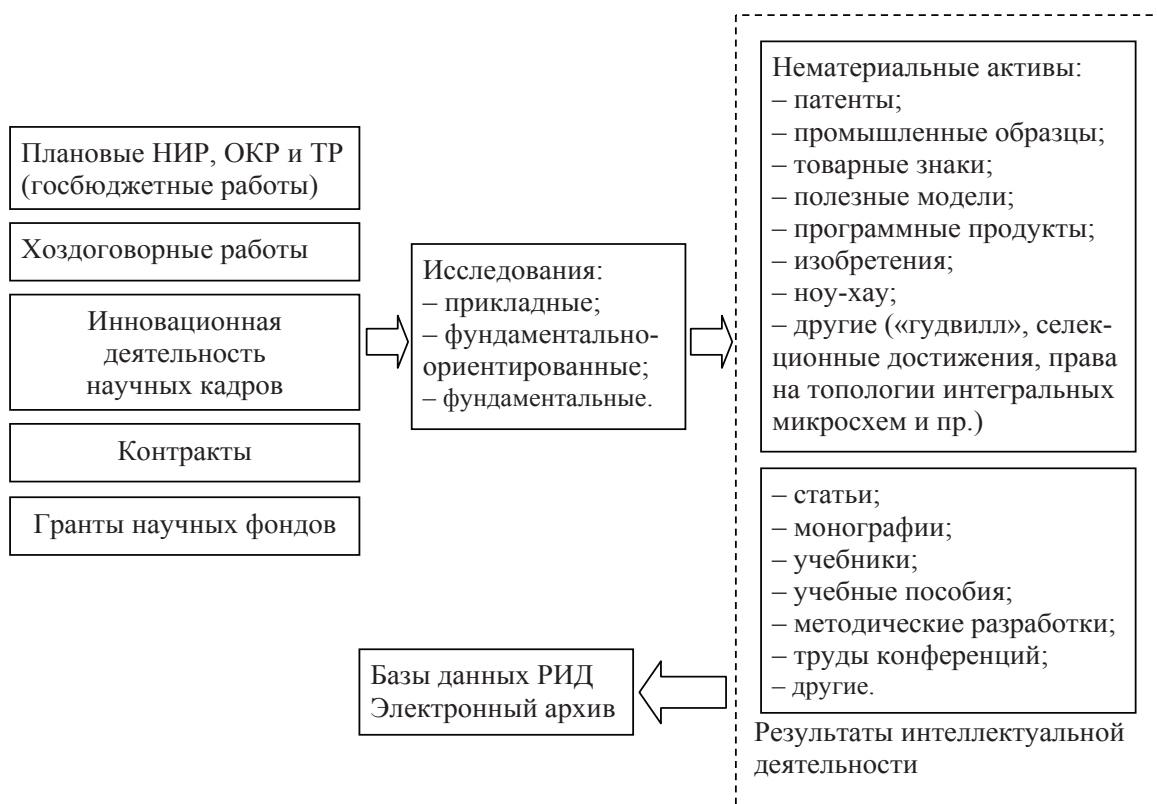 Плановые НИР, ОКР и ТР
(госбюджетные работы)
Хоздоговорные работы
Инновационная
деятельность
научных кадров
Контракты
Гранты научных фондов
Исследования:
– прикладные;
– фундаментально-
ориентированные;
– фундаментальные.
Нематериальные активы:
– патенты;
– промышленные образцы;
– товарные знаки;
– полезные модели;
– программные продукты;
– изобретения;
– ноу-хау;
– другие («гудвилл», селек-
ционные достижения, права
на топологии интегральных
микросхем и пр.)
– статьи;
– монографии;
– учебники;
– учебные пособия;
– методические разработки;
– труды конференций;
– другие.
Результаты интеллектуальной
деятельности
Базы данных РИД
Электронный архив